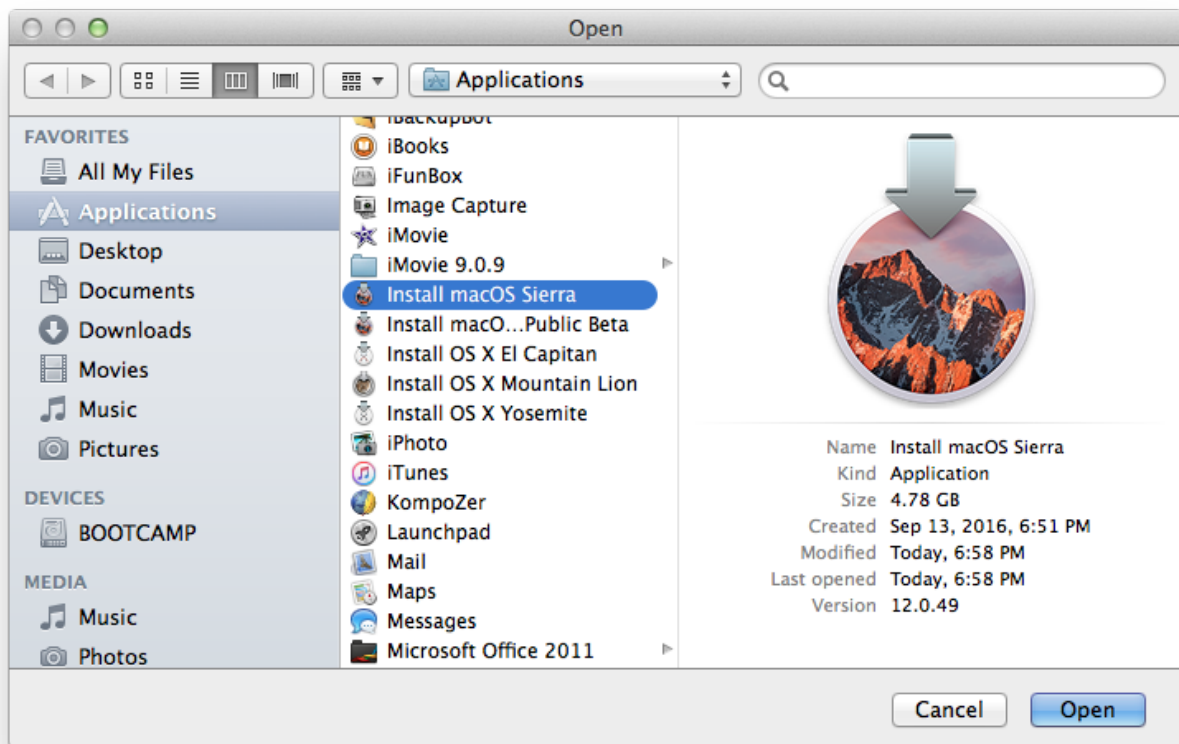 Open
Applications
FAVORITES
All My Files
Applications
Desktop
Documents
Downloads
Movies
Music
Pictures
DEVICES
BOOTCAMP
MEDIA
Music
Photos
iBackupBot
iBooks
iFunBox
Image Capture
iMovie
iMovie 9.0.9
Install macOS Sierra
Install macO...Public Beta
Install OS X El Capitan
Install OS X Mountain Lion
Install OS X Yosemite
iPhoto
iTunes
KompoZer
Launchpad
Mail
Maps
Messages
Microsoft Office 2011
Name Install macOS Sierra
Kind Application
Size 4.78 GB
Created Sep 13, 2016, 6:51 PM
Modified Today, 6:58 PM
Last opened Today, 6:58 PM
Version 12.0.49
Cancel
Open